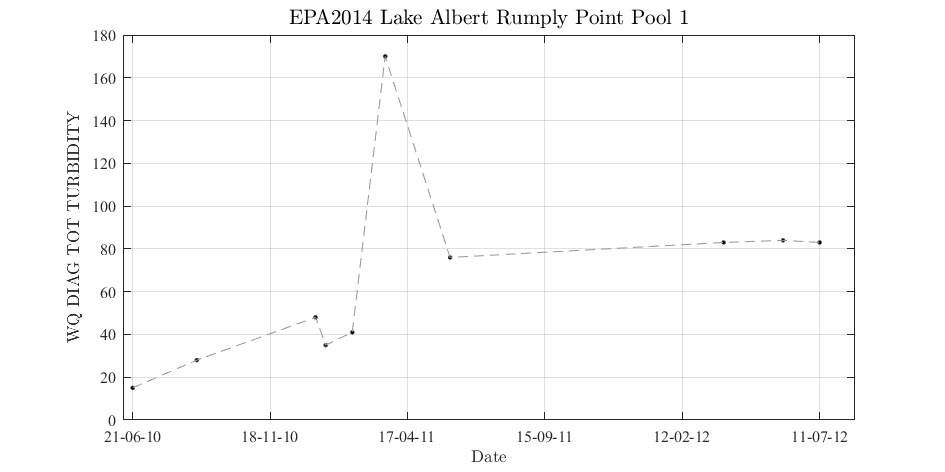 EPA2014 Lake Albert Rumply Point Pool 1
WQ DIAG TOT TURBIDITY
180
160
140
120
100
80
60
40
20
0
21-06-10 18-11-10 17-04-11 15-09-11 12-02-12 11-07-12
Date